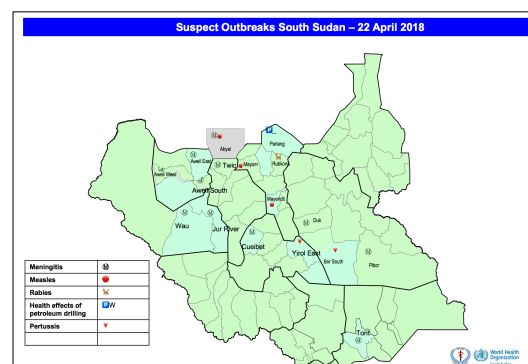 Suspect Outbreaks South Sudan – 22 April 2018
Abyei
Pariang
Aweil East
Twic
Mayom
Rubkona
Aweil West
Aweil South
Mayendit
Wau
Jur River
Duk
Cueibet
Yirol East
Bor South
Pibor
Torit
Meningitis M
Measles
Rabies
Health effects of petroleum drilling P W
Pertussis
World Health Organization